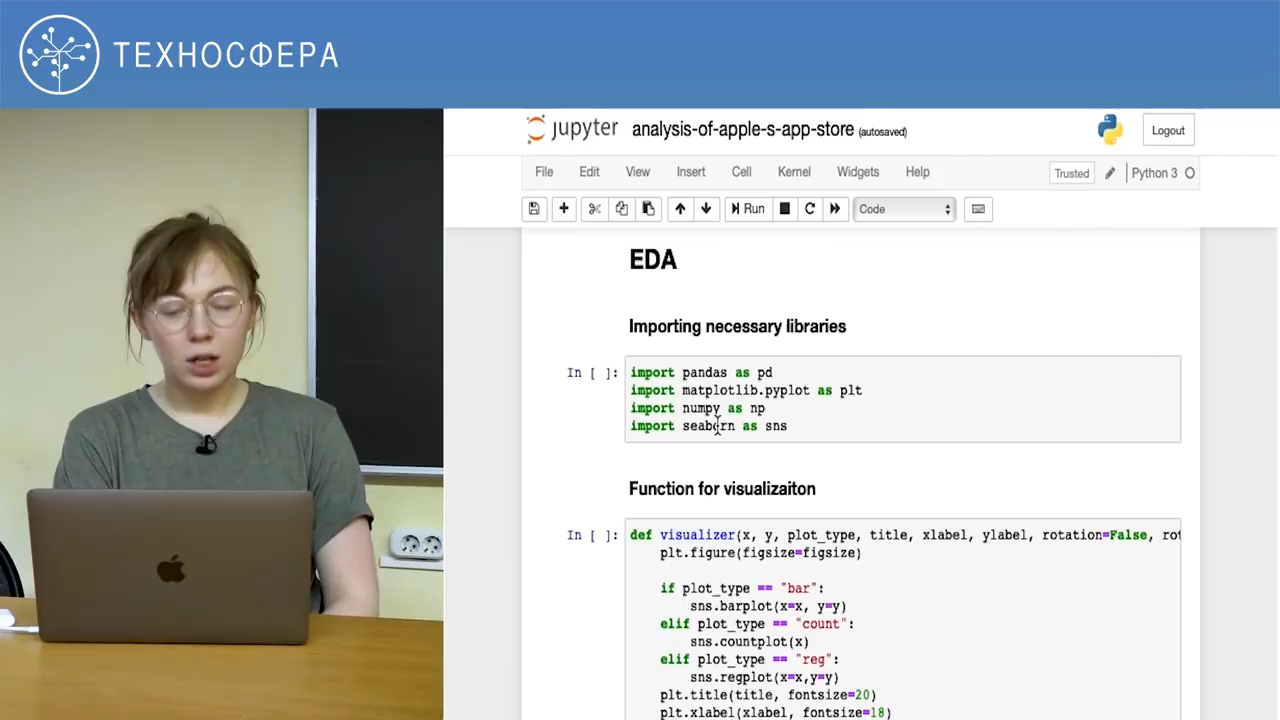 ТЕХНОСФЕРА
jupyter analysis-of-apple-s-app-store (autosaved) Logout
File Edit View Insert Cell Kernel Widgets Help Trusted Python 3
Run Code
EDA
Importing necessary libraries
In [ ]: import pandas as pd
import matplotlib.pyplot as plt
import numpy as np
import seaborn as sns
Function for visualizaiton
In [ ]: def visualizer(x, y, plot_type, title, xlabel, ylabel, rotation=False, rot
plt.figure(figsize=figsize)
if plot_type == "bar":
sns.barplot(x=x, y=y)
elif plot_type == "count":
sns.countplot(x)
elif plot_type == "reg":
sns.regplot(x=x,y=y)
plt.title(title, fontsize=20)
plt.xlabel(xlabel, fontsize=18)